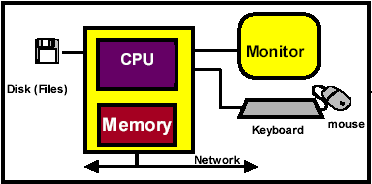 CPU
Monitor
Disk (Files)
Memory
Keyboard
mouse
Network